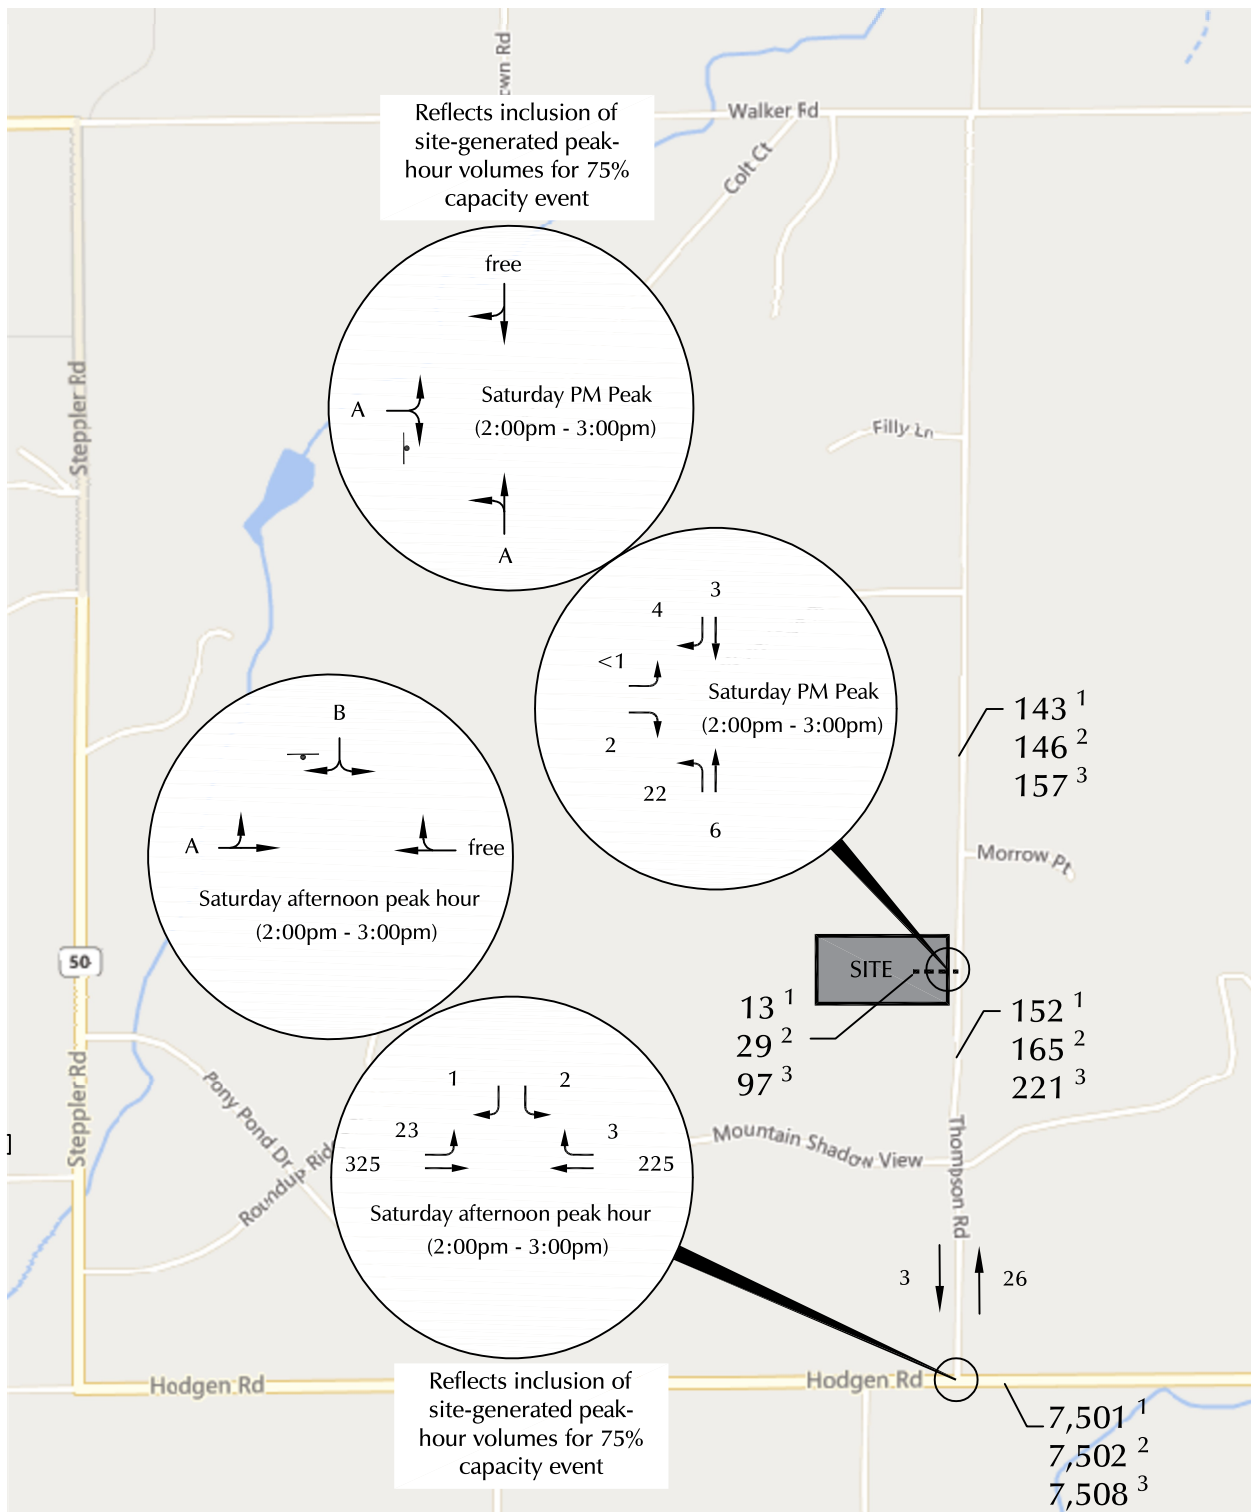 wn Rd
Reflects inclusion of
site-generated peak-
hour volumes for 75%
capacity event
Walker Rd
Colt Ct
free
A
Saturday PM Peak
(2:00pm - 3:00pm)
A
Steppler Rd
Filly Ln
3
4
<1
Saturday PM Peak
(2:00pm - 3:00pm)
2
22
6
143 1
146 2
157 3
B
A
free
Saturday afternoon peak hour
(2:00pm - 3:00pm)
Morrow Pt
50
SITE
13 1
29 2
97 3
152 1
165 2
221 3
Steppler Rd
Pony Pond Dr
Roundup Ride
1
2
23
3
325
225
Saturday afternoon peak hour
(2:00pm - 3:00pm)
Mountain Shadow View
Thompson Rd
]
3
26
Hodgen Rd
Hodgen Rd
Reflects inclusion of
site-generated peak-
hour volumes for 75%
capacity event
7,501 1
7,502 2
7,508 3